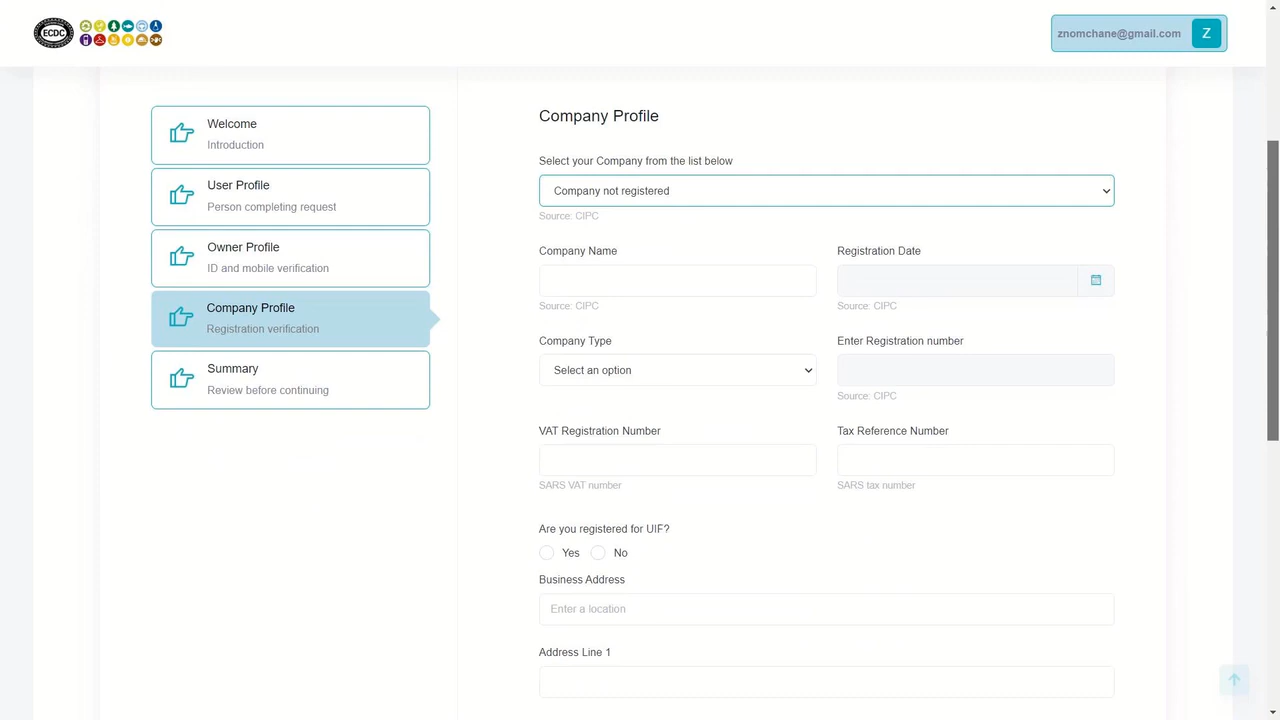 ECDC
znomchane@gmail.com
Z
Welcome
Introduction
User Profile
Person completing request
Owner Profile
ID and mobile verification
Company Profile
Registration verification
Summary
Review before continuing
Company Profile
Select your Company from the list below
Company not registered
Source: CIPC
Company Name
Registration Date
Source: CIPC
Source: CIPC
Company Type
Enter Registration number
Select an option
Source: CIPC
VAT Registration Number
Tax Reference Number
SARS VAT number
SARS tax number
Are you registered for UIF?
Yes
No
Business Address
Enter a location
Address Line 1